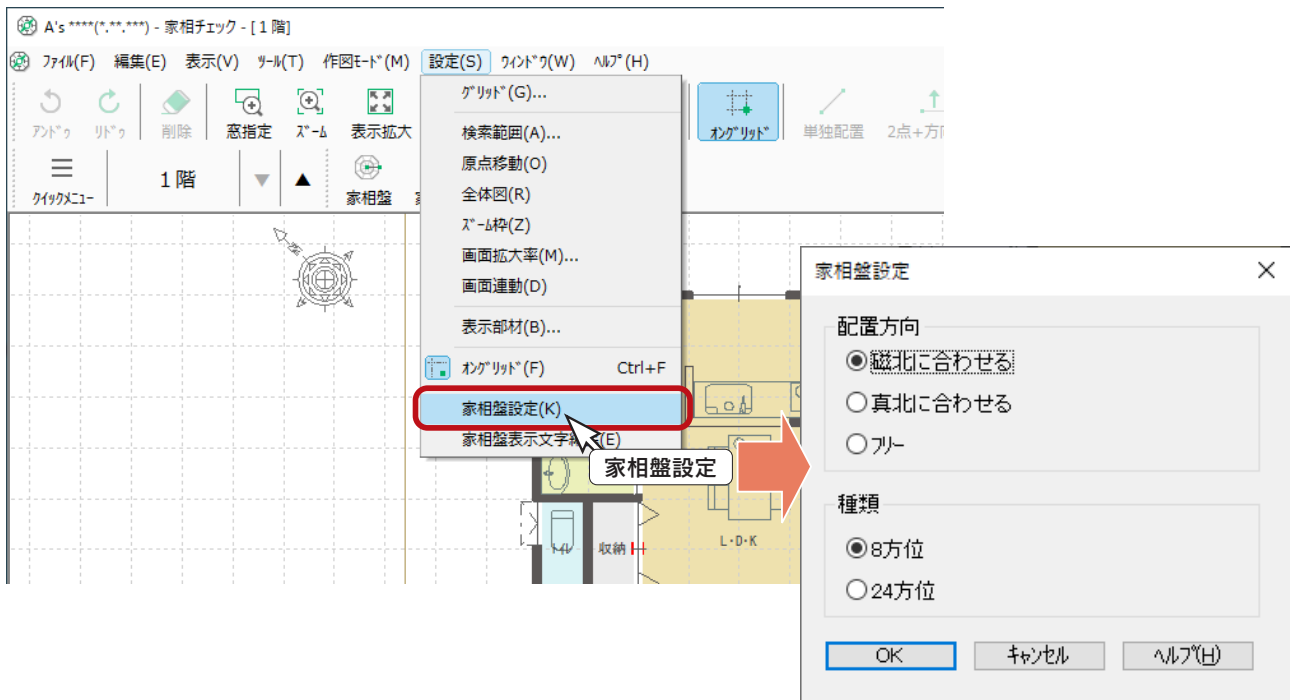 A's ****(*.**.***) - 家相チェック - [1 階]
ﾌｧｲﾙ(F) 編集(E) 表示(V) ﾂｰﾙ(T) 作図ﾓｰﾄﾞ(M) 設定(S) ｳｨﾝﾄﾞｳ(W) ﾍﾙﾌﾟ(H)
ｱﾝﾄﾞｩ ﾘﾄﾞｩ 削除 窓指定 ｽﾞｰﾑ 表示拡大 ｵﾝｸﾞﾘｯﾄﾞ 単独配置 2点+方
ｸｲｯｸﾒﾆｭｰ 1 階 ▼ ▲ 家相盤
ｸﾞﾘｯﾄﾞ(G)...
検索範囲(A)...
原点移動(O)
全体図(R)
ｽﾞｰﾑ枠(Z)
画面拡大率(M)...
画面連動(D)
表示部材(B)...
ｵﾝｸﾞﾘｯﾄﾞ(F) Ctrl+F
家相盤設定(K)
家相盤表示文字 (E)
家相盤設定
ﾄｲﾚ 収納 L・D・K
家相盤設定
配置方向
磁北に合わせる
真北に合わせる
ﾌﾘｰ
種類
8方位
24方位
OK ｷｬﾝｾﾙ ﾍﾙﾌﾟ(H)